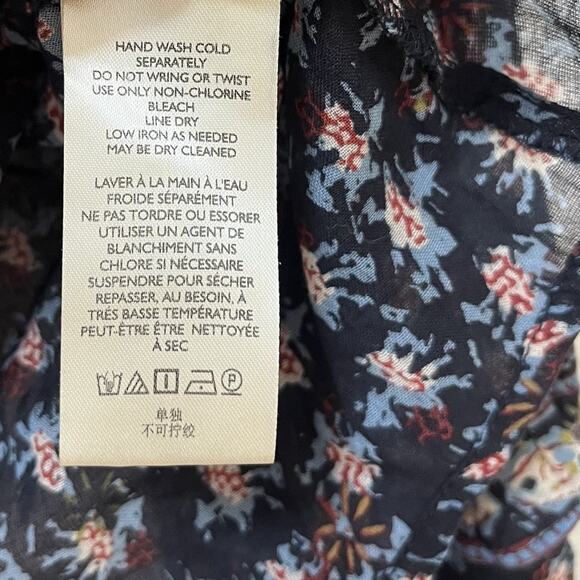 HAND WASH COLD
SEPARATELY
DO NOT WRING OR TWIST
USE ONLY NON-CHLORINE
BLEACH
LINE DRY
LOW IRON AS NEEDED
MAY BE DRY CLEANED
LAVER À LA MAIN À L'EAU
FROIDE SÉPARÉMENT
NE PAS TORDRE OU ESSORER
UTILISER UN AGENT DE
BLANCHIMENT SANS
CHLORE SI NÉCESSAIRE
SUSPENDRE POUR SÉCHER
REPASSER, AU BESOIN, À
TRÉS BASSE TEMPÉRATURE
PEUT-ÊTRE ÉTRE NETTOYÉE
À SEC
P
单独
不可拧绞